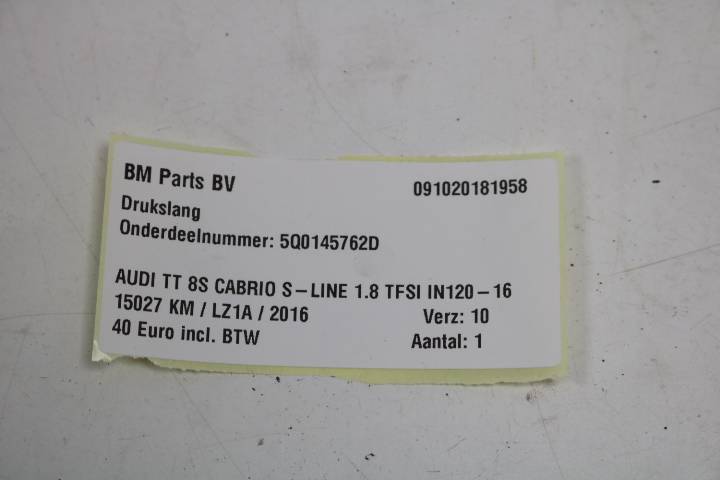 BM Parts BV 091020181958
Drukslang
Onderdeelnummer: 5Q0145762D
AUDI TT 8S CABRIO S-LINE 1.8 TFSI IN120-16
15027 KM / LZ1A / 2016 Verz: 10
40 Euro incl. BTW Aantal: 1